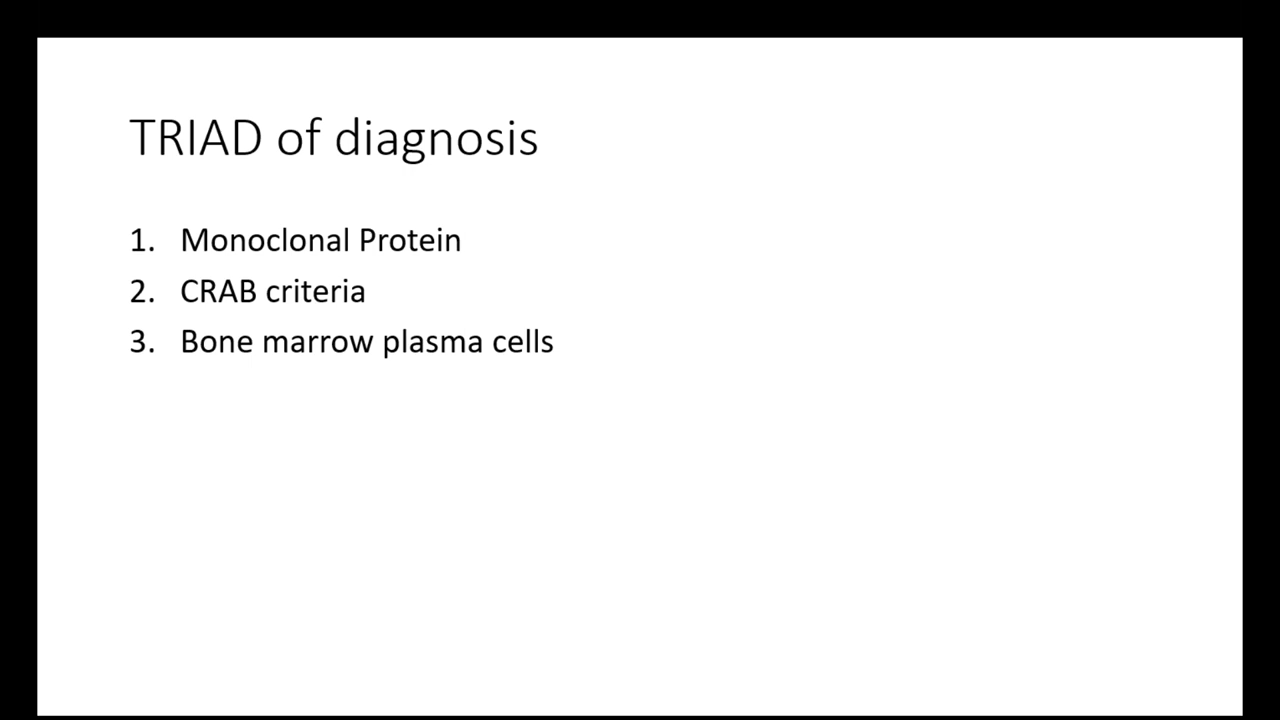 TRIAD of diagnosis
1. Monoclonal Protein
2. CRAB criteria
3. Bone marrow plasma cells